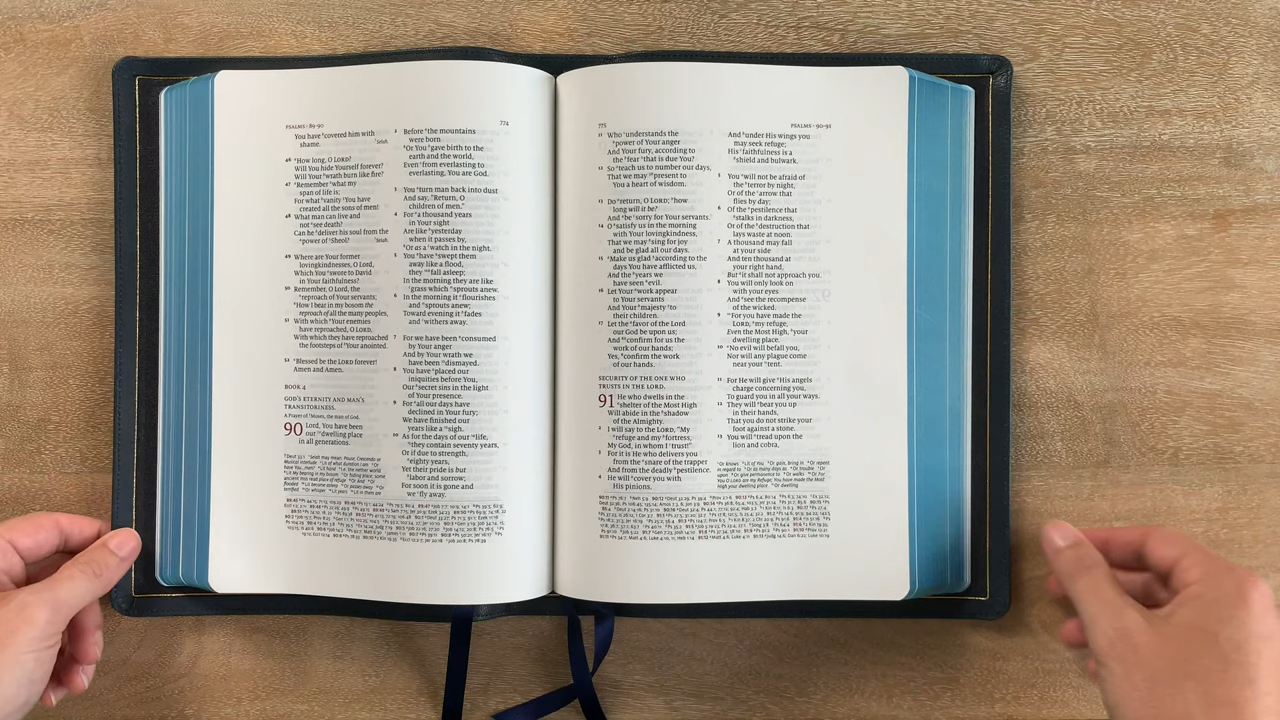 PSALMS · 89-90
774
You have covered him with
shame.
Selah
46 How long, O LORD?
Will You hide Yourself forever?
Will Your wrath burn like fire?
47 Remember what my
span of life is;
For what vanity You have
created all the sons of men!
48 What man can live and
not see death?
Can he deliver his soul from the
power of Sheol?
Selah
49 Where are Your former
lovingkindnesses, O Lord,
Which You swore to David
in Your faithfulness?
50 Remember, O Lord, the
reproach of Your servants;
How I bear in my bosom the
reproach of all the many peoples,
51 With which Your enemies
have reproached, O LORD,
With which they have reproached
the footsteps of Your anointed.
52 Blessed be the LORD forever!
Amen and Amen.
BOOK 4
GOD'S ETERNITY AND MAN'S
TRANSITORINESS.
A Prayer of Moses, the man of God.
90 Lord, You have been
our dwelling place
in all generations.
2 Before the mountains
were born
Or You gave birth to the
earth and the world,
Even from everlasting to
everlasting, You are God.
3 You turn man back into dust
And say, "Return, O
children of men."
4 For a thousand years
in Your sight
Are like yesterday
when it passes by,
Or as a watch in the night.
5 You have swept them
away like a flood,
they fall asleep;
In the morning they are like
grass which sprouts anew.
6 In the morning it flourishes
and sprouts anew;
Toward evening it fades
and withers away.
7 For we have been consumed
by Your anger
And by Your wrath we
have been dismayed.
8 You have placed our
iniquities before You,
Our secret sins in the light
of Your presence.
9 For all our days have
declined in Your fury;
We have finished our
years like a sigh.
10 As for the days of our life,
they contain seventy years,
Or if due to strength,
eighty years,
Yet their pride is but
labor and sorrow;
For soon it is gone and
we fly away.
775
PSALMS · 90-91
11 Who understands the
power of Your anger
And Your fury, according to
the fear that is due You?
12 So teach us to number our days,
That we may present to
You a heart of wisdom.
13 Do return, O LORD; how
long will it be?
And be sorry for Your servants.
14 O satisfy us in the morning
with Your lovingkindness,
That we may sing for joy
and be glad all our days.
15 Make us glad according to the
days You have afflicted us,
And the years we
have seen evil.
16 Let Your work appear
to Your servants
And Your majesty to
their children.
17 Let the favor of the Lord
our God be upon us;
And confirm for us the
work of our hands;
Yes, confirm the work
of our hands.
SECURITY OF THE ONE WHO
TRUSTS IN THE LORD.
91 He who dwells in the
shelter of the Most High
Will abide in the shadow
of the Almighty.
2 I will say to the LORD, "My
refuge and my fortress,
My God, in whom I trust!"
3 For it is He who delivers you
from the snare of the trapper
And from the deadly pestilence.
4 He will cover you with
His pinions,
And under His wings you
may seek refuge;
His faithfulness is a
shield and bulwark.
5 You will not be afraid of
the terror by night,
Or of the arrow that
flies by day;
6 Of the pestilence that
stalks in darkness,
Or of the destruction that
lays waste at noon.
7 A thousand may fall
at your side
And ten thousand at
your right hand,
But it shall not approach you.
8 You will only look on
with your eyes
And see the recompense
of the wicked.
9 For you have made the
LORD, my refuge,
Even the Most High, your
dwelling place.
10 No evil will befall you,
Nor will any plague come
near your tent.
11 For He will give His angels
charge concerning you,
To guard you in all your ways.
12 They will bear you up
in their hands,
That you do not strike your
foot against a stone.
13 You will tread upon the
lion and cobra,